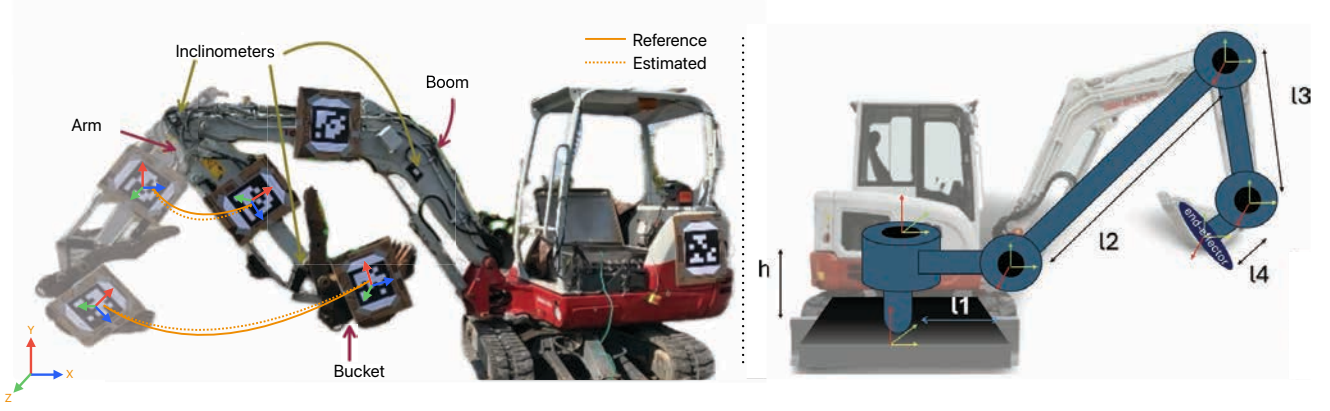 Inclinometers
Reference
Estimated
Boom
Arm
Bucket
Y
X
Z
h
l1
l2
l3
l4
end-effector